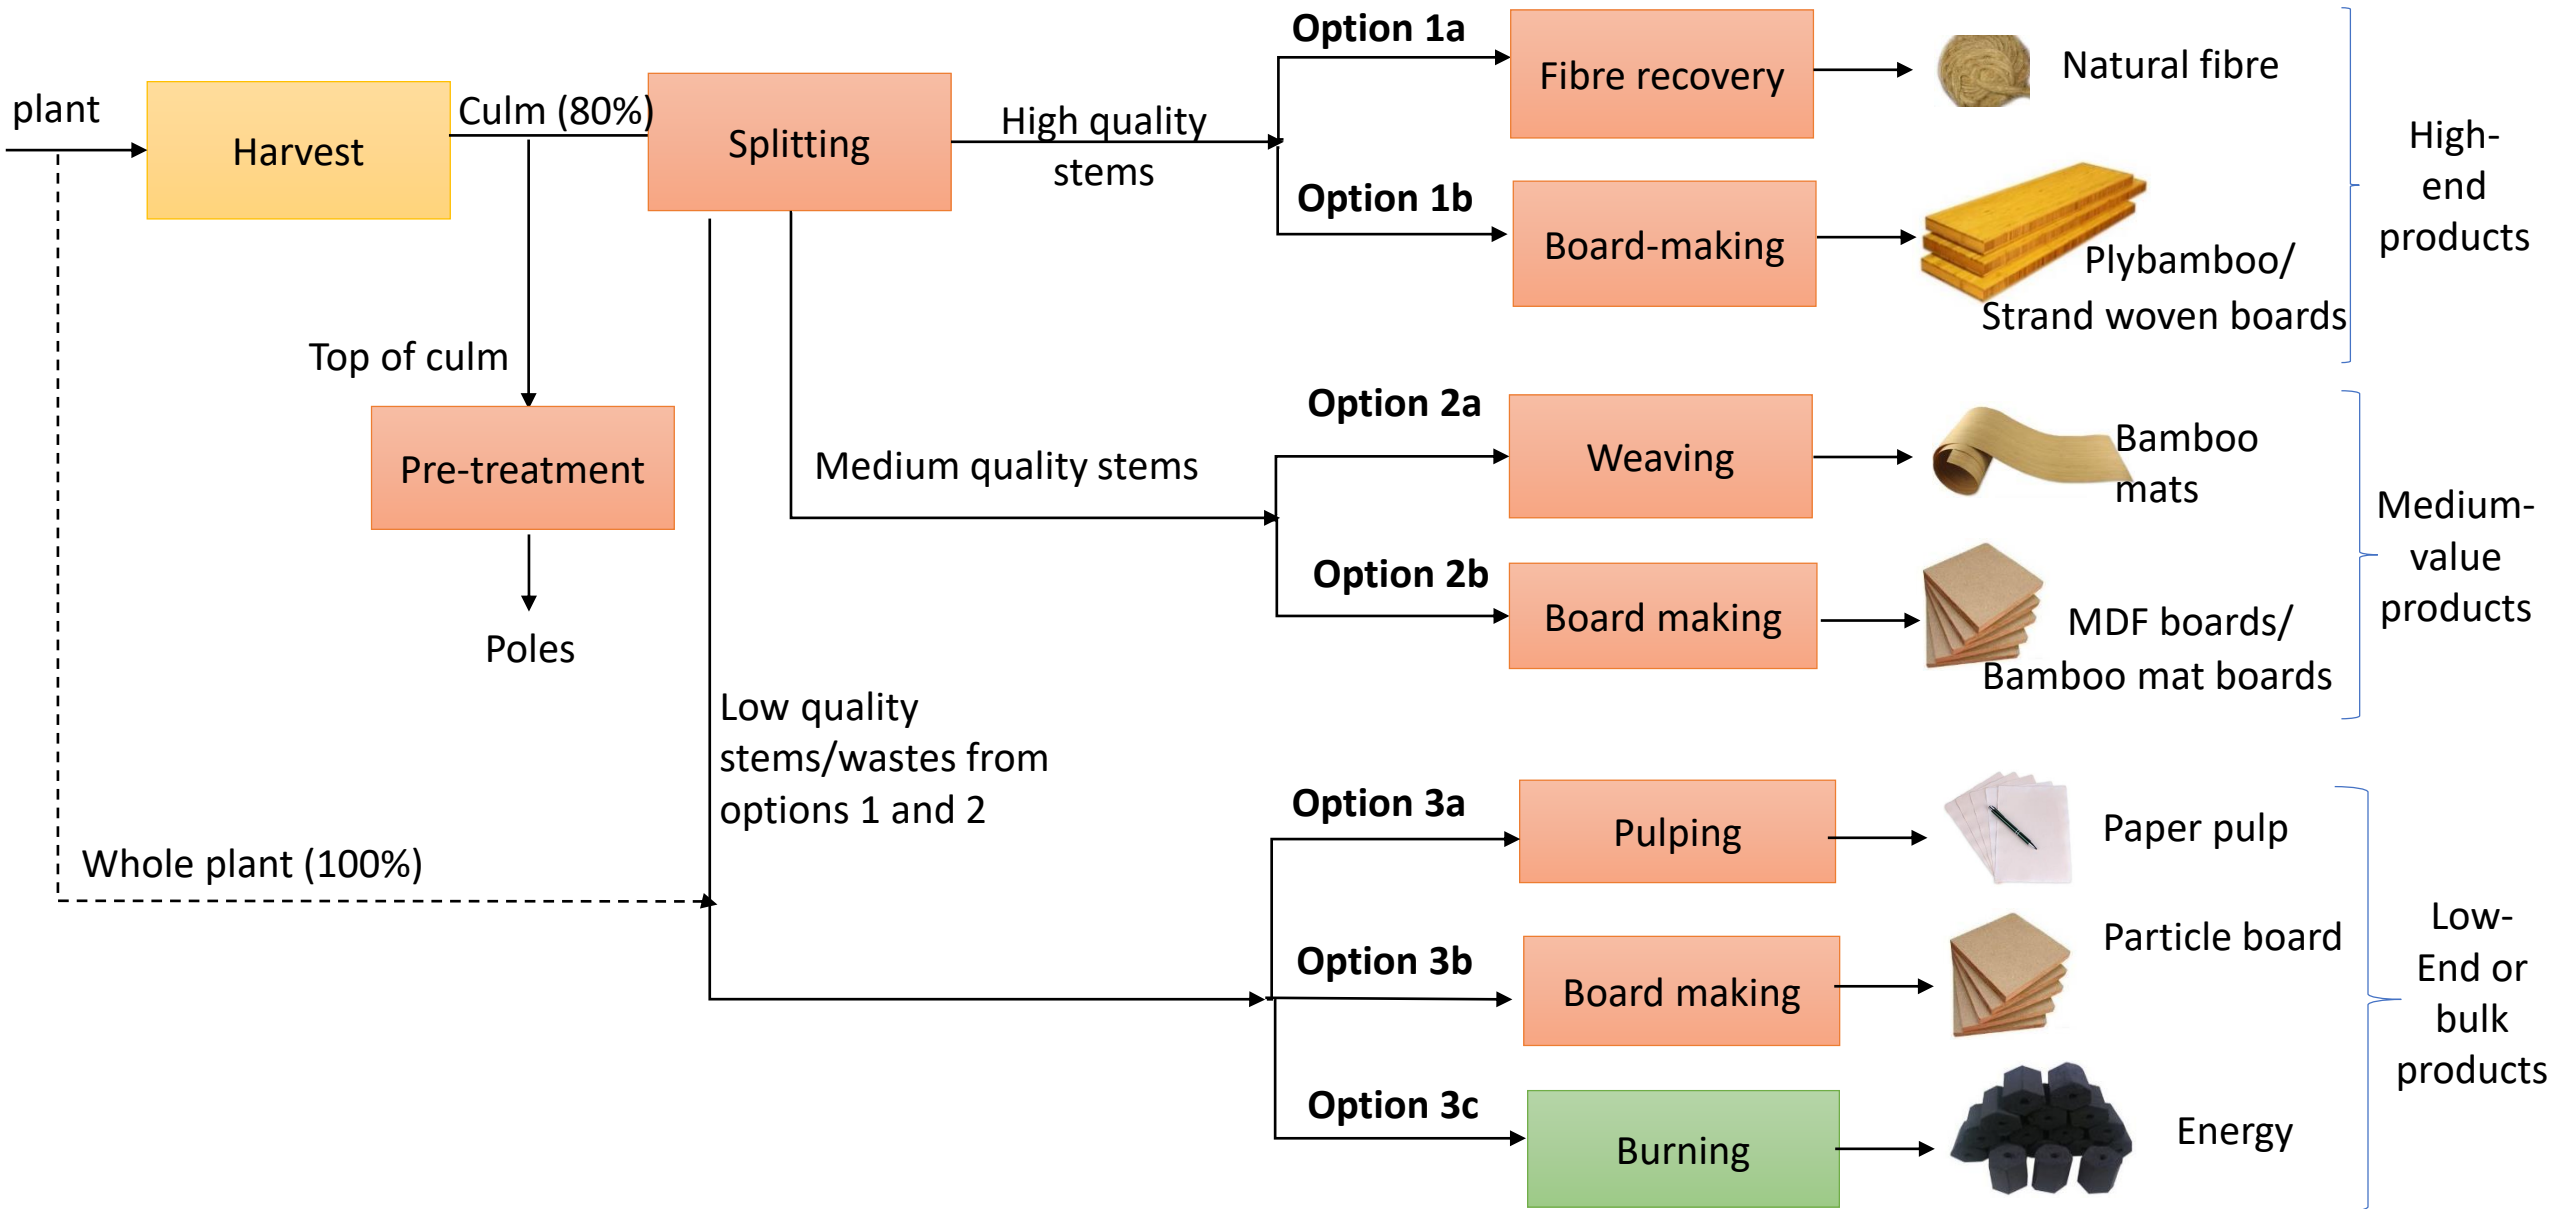 plant
Harvest
Culm (80%)
Splitting
High quality
stems
Option 1a
Fibre recovery
Natural fibre
Option 1b
Board-making
Plybamboo/
Strand woven boards
High-
end
products
Top of culm
Pre-treatment
Poles
Medium quality stems
Option 2a
Weaving
Bamboo
mats
Option 2b
Board making
MDF boards/
Bamboo mat boards
Medium-
value
products
Low quality
stems/wastes from
options 1 and 2
Whole plant (100%)
Option 3a
Pulping
Paper pulp
Option 3b
Board making
Particle board
Option 3c
Burning
Energy
Low-
End or
bulk
products